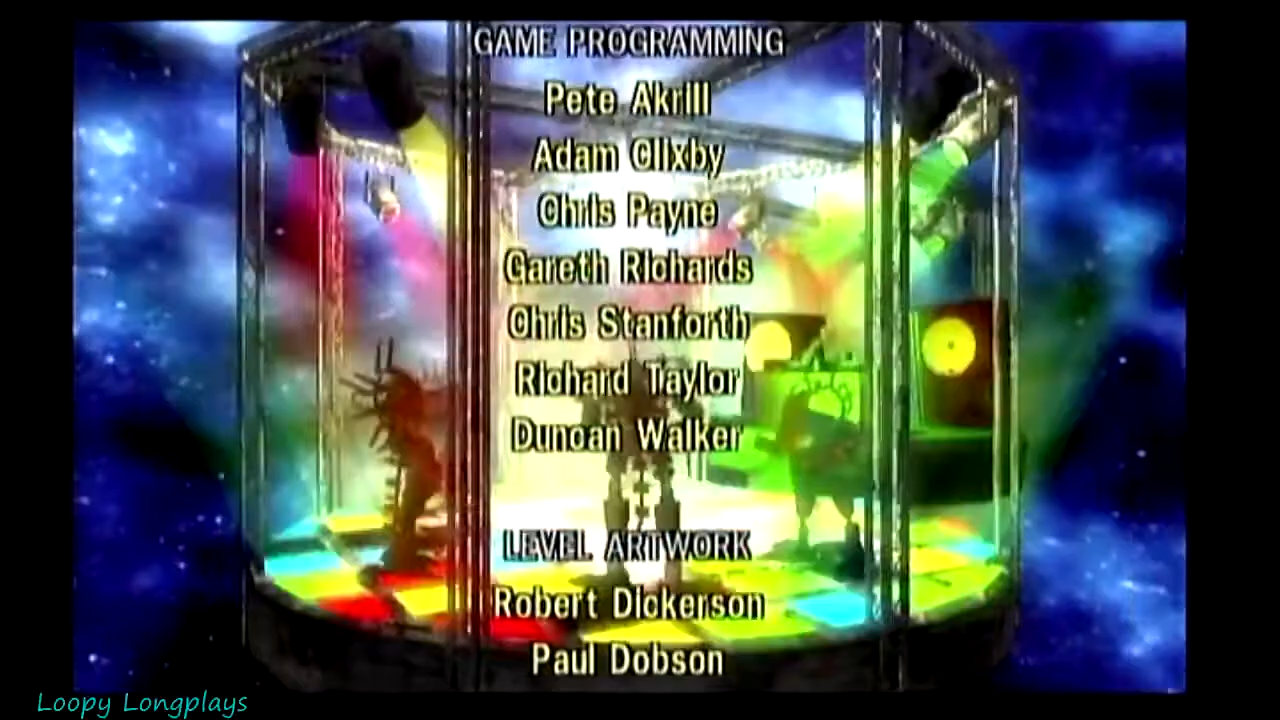 GAME PROGRAMMING
Pete Akrill
Adam Clixby
Chris Payne
Gareth Richards
Chris Stanforth
Richard Taylor
Duncan Walker
LEVEL ARTWORK
Robert Dickerson
Paul Dobson
Loopy Longplays